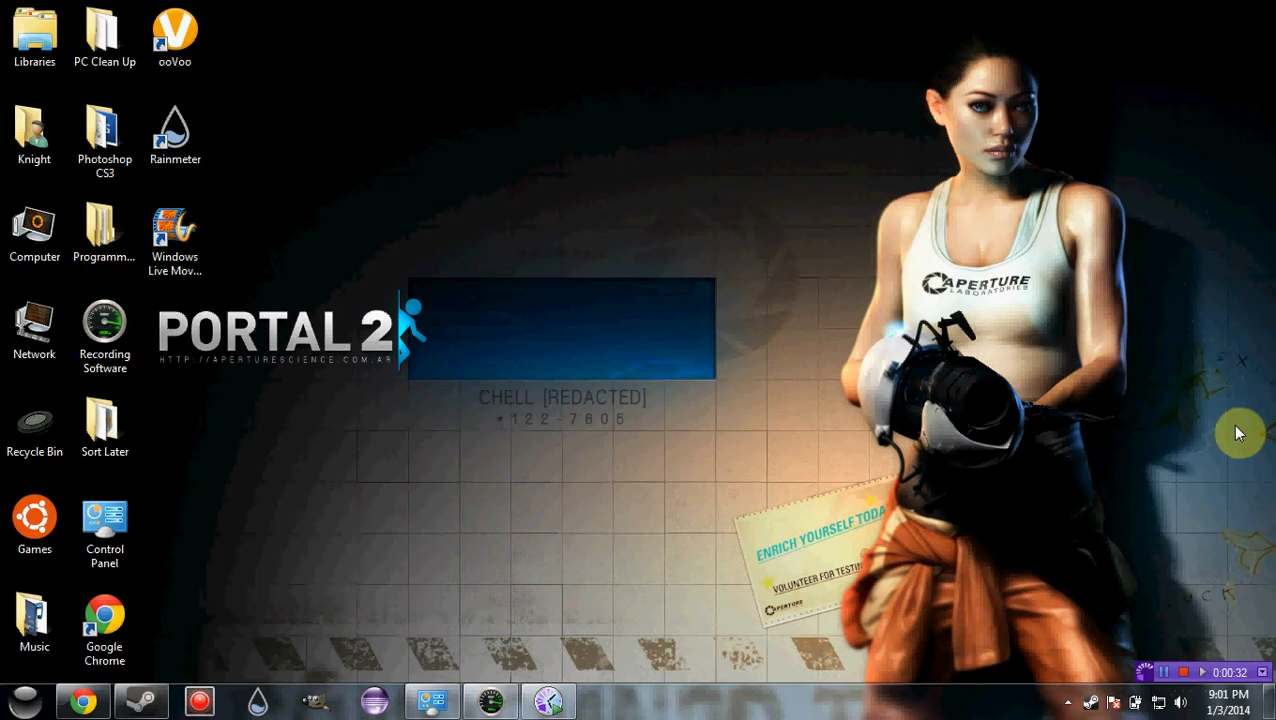 Libraries
PC Clean Up
ooVoo
Knight
Photoshop
CS3
Rainmeter
Computer
Programm...
Windows
Live Mov...
Network
Recording
Software
Recycle Bin
Sort Later
Games
Control
Panel
Music
Google
Chrome
PORTAL 2
HTTP://APERTURESCIENCE.COM.AR
CHELL [REDACTED]
*122-7805
APERTURE
LABORATORIES
ENRICH YOURSELF TODA
VOLUNTEER FOR TESTIN
APERTURE
0:00:32
9:01 PM
1/3/2014